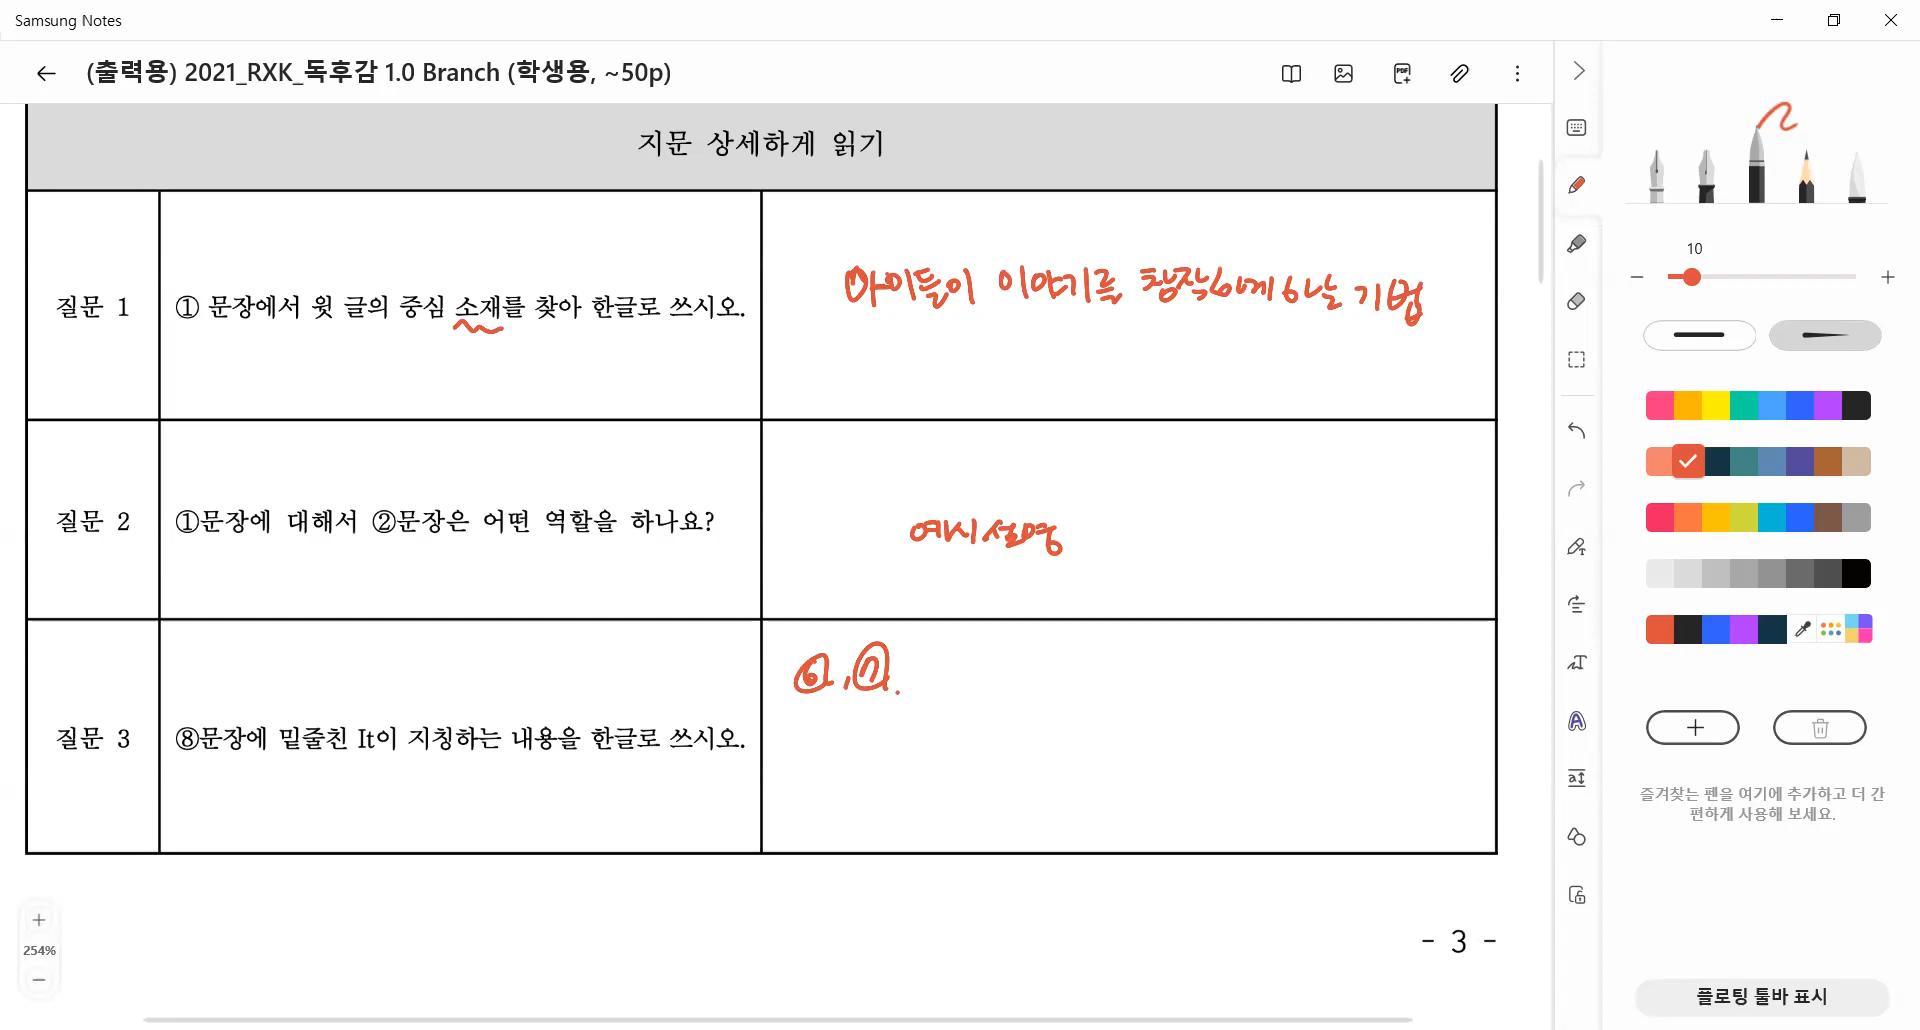 Samsung Notes
(출력용) 2021_RXK_독후감 1.0 Branch (학생용, ~50p)
지문 상세하게 읽기
질문 1
① 문장에서 윗 글의 중심 소재를 찾아 한글로 쓰시오.
아이들이 이야기를 창작하게 하는 기법
질문 2
①문장에 대해서 ②문장은 어떤 역할을 하나요?
예시 설명
질문 3
⑧문장에 밑줄친 It이 지칭하는 내용을 한글로 쓰시오.
⑥, ⑦.
- 3 -
254%
10
즐겨찾는 펜을 여기에 추가하고 더 간
편하게 사용해 보세요.
플로팅 툴바 표시